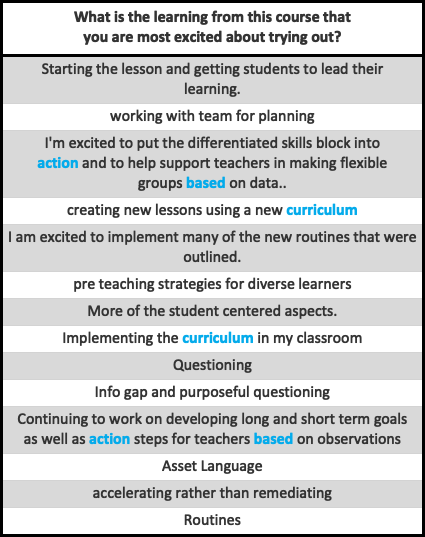 What is the learning from this course that
you are most excited about trying out?
Starting the lesson and getting students to lead their
learning.
working with team for planning
I'm excited to put the differentiated skills block into
action and to help support teachers in making flexible
groups based on data..
creating new lessons using a new curriculum
I am excited to implement many of the new routines that were
outlined.
pre teaching strategies for diverse learners
More of the student centered aspects.
Implementing the curriculum in my classroom
Questioning
Info gap and purposeful questioning
Continuing to work on developing long and short term goals
as well as action steps for teachers based on observations
Asset Language
accelerating rather than remediating
Routines